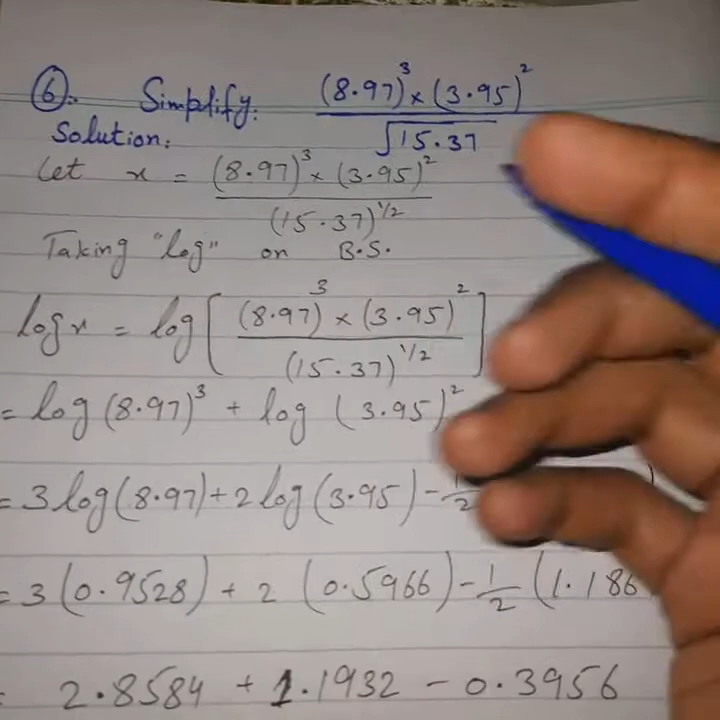 6. Simplify: (8.97)³ × (3.95)² / √15.37
Solution:
Let x = (8.97)³ × (3.95)² / (15.37)^1/2
Taking "log" on B.S.
log x = log[(8.97)³ × (3.95)² / (15.37)^1/2]
= log (8.97)³ + log (3.95)²
= 3 log(8.97) + 2 log(3.95) - 1/2
= 3 (0.9528) + 2 (0.5966) - 1/2 (1.186
= 2.8584 + 1.1932 - 0.3956